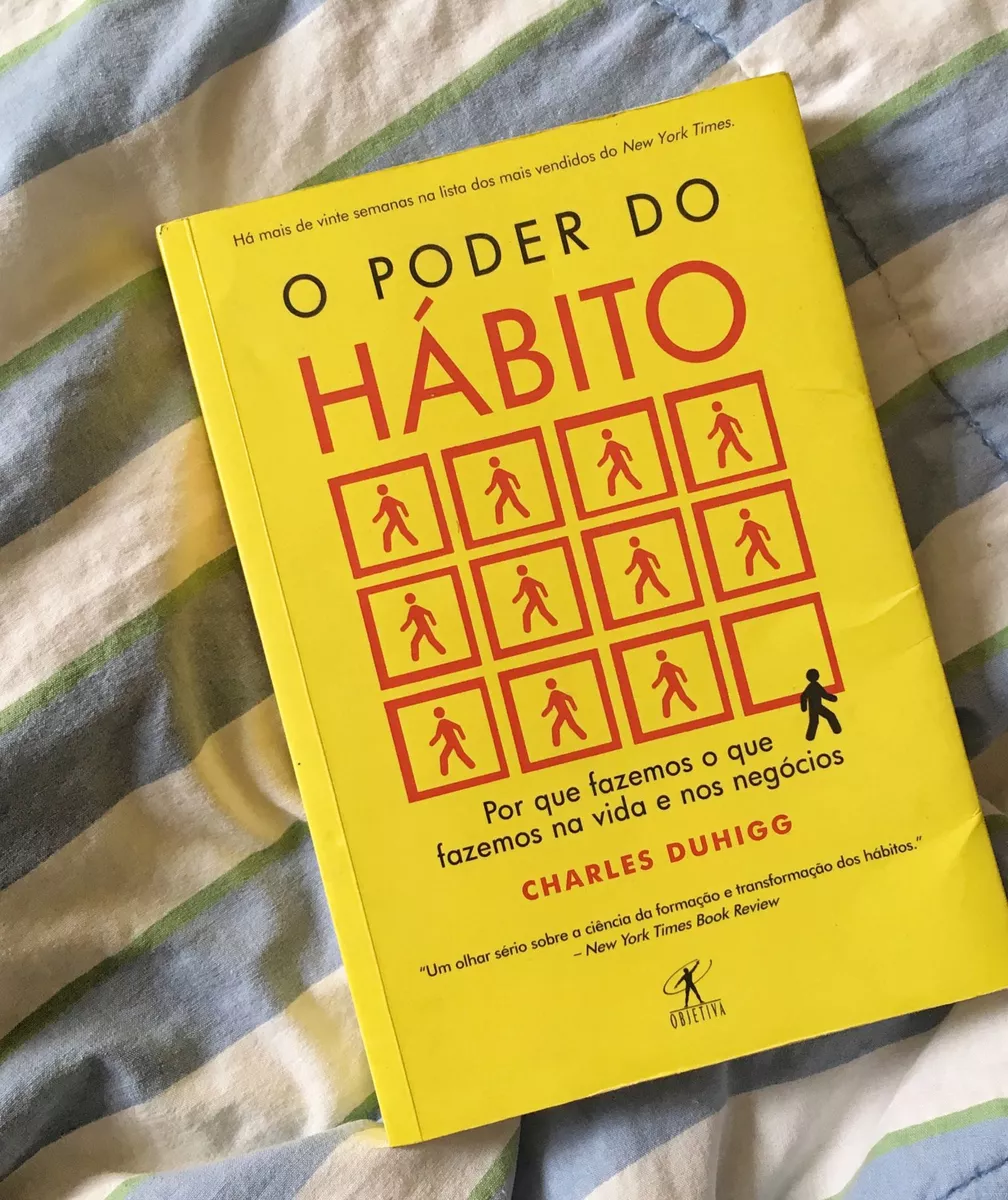 Há mais de vinte semanas na lista dos mais vendidos do New York Times.
O PODER DO
HÁBITO
Por que fazemos o que
fazemos na vida e nos negócios
CHARLES DUHIGG
“Um olhar sério sobre a ciência da formação e transformação dos hábitos.”
– New York Times Book Review
OBJETIVA